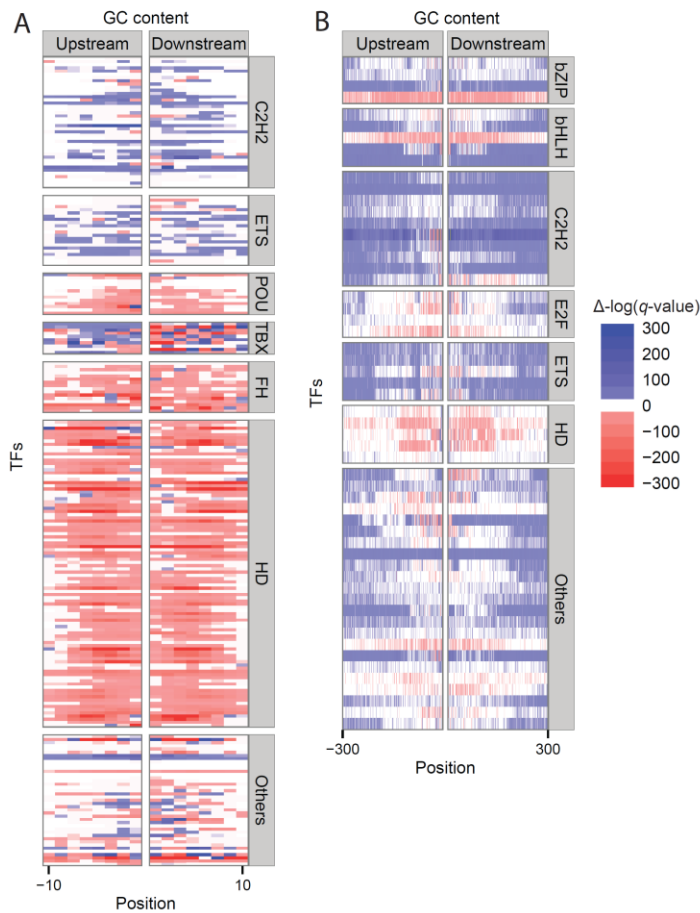 A
GC content
Upstream
Downstream
C2H2
ETS
POU
TBX
FH
HD
Others
TFs
−10
10
Position
B
GC content
Upstream
Downstream
bZIP
bHLH
C2H2
E2F
ETS
HD
Others
TFs
−300
300
Position
Δ-log(q-value)
300
200
100
0
−100
−200
−300